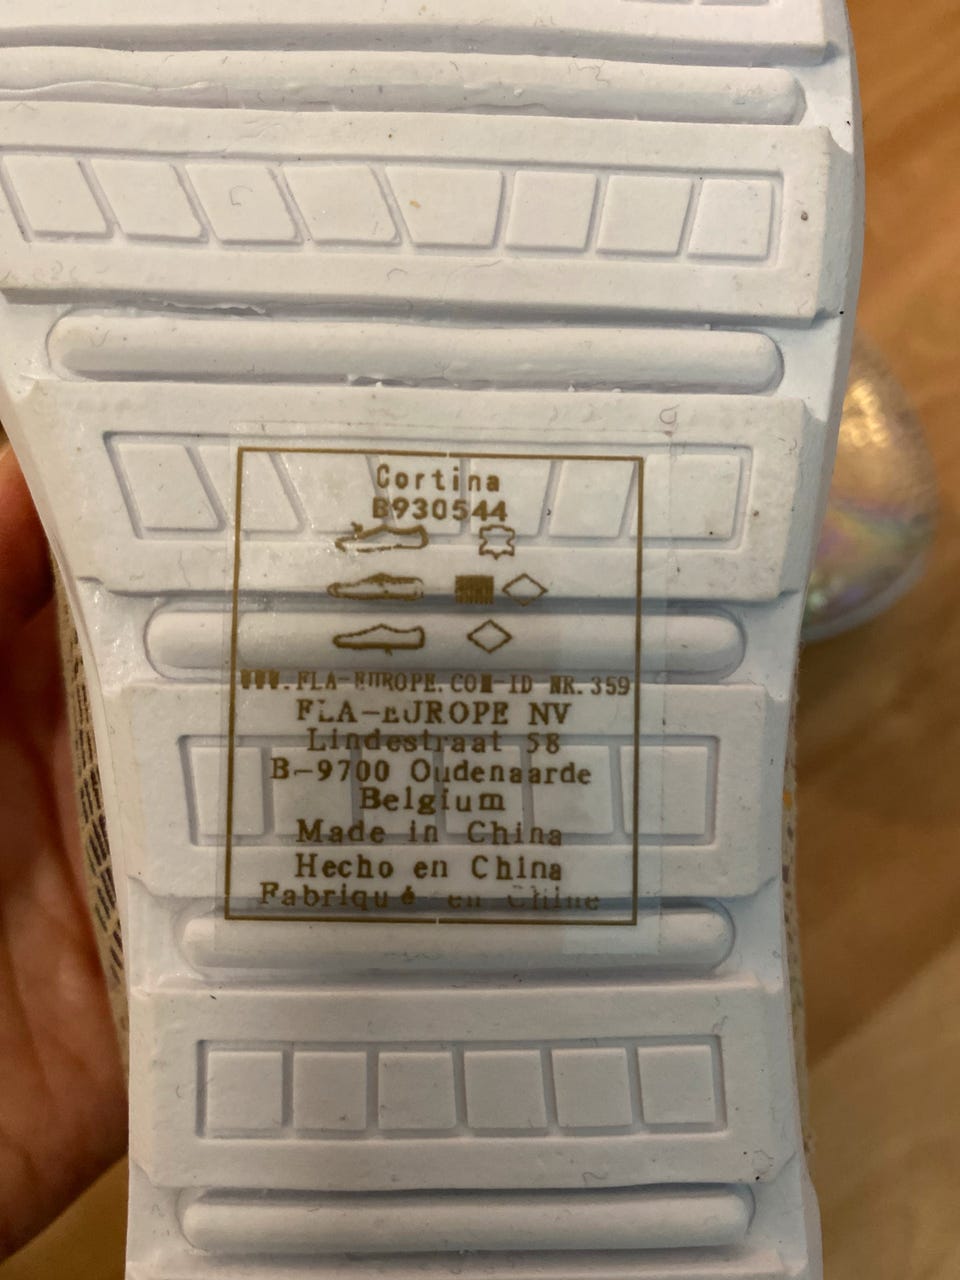 Cortina
B930544
WWW.FLA-EUROPE.COM-ID NR.359
FLA-EUROPE NV
Lindestraat 58
B-9700 Oudenaarde
Belgium
Made in China
Hecho en China
Fabriqué en Chine